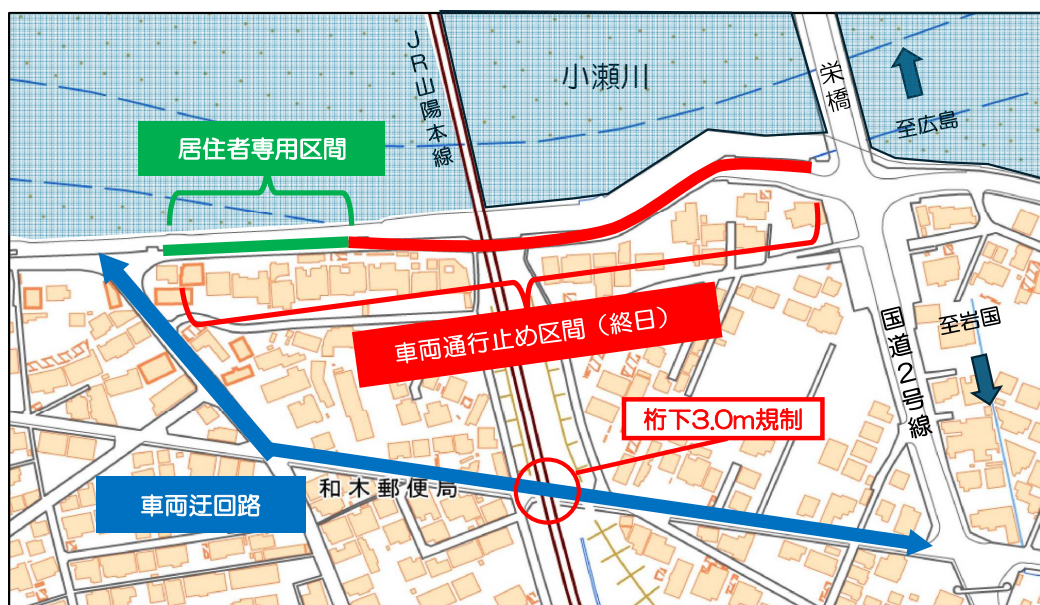 JR山陽本線
小瀬川
栄橋
至広島
居住者専用区間
車両通行止め区間（終日）
国道2号線
至岩国
桁下3.0m規制
和木郵便局
車両迂回路